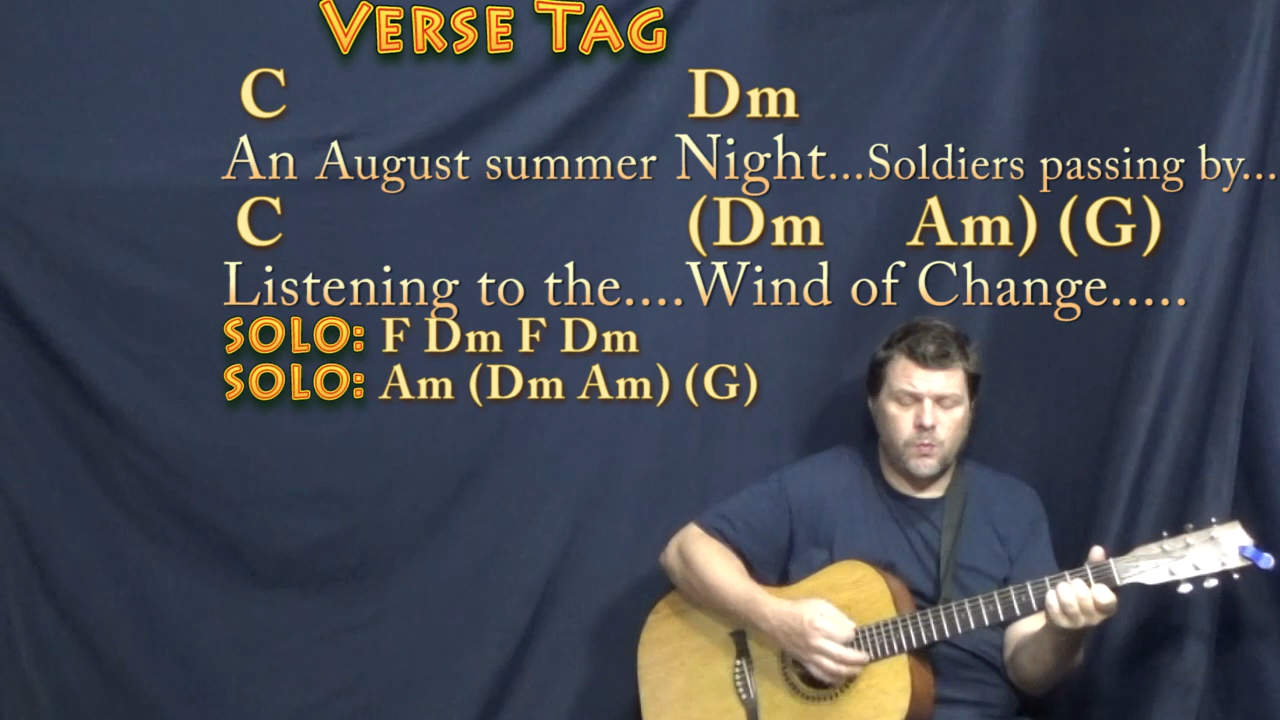 VERSE TAG
C Dm
An August summer Night...Soldiers passing by...
C (Dm Am) (G)
Listening to the....Wind of Change.....
SOLO: F Dm F Dm
SOLO: Am (Dm Am) (G)